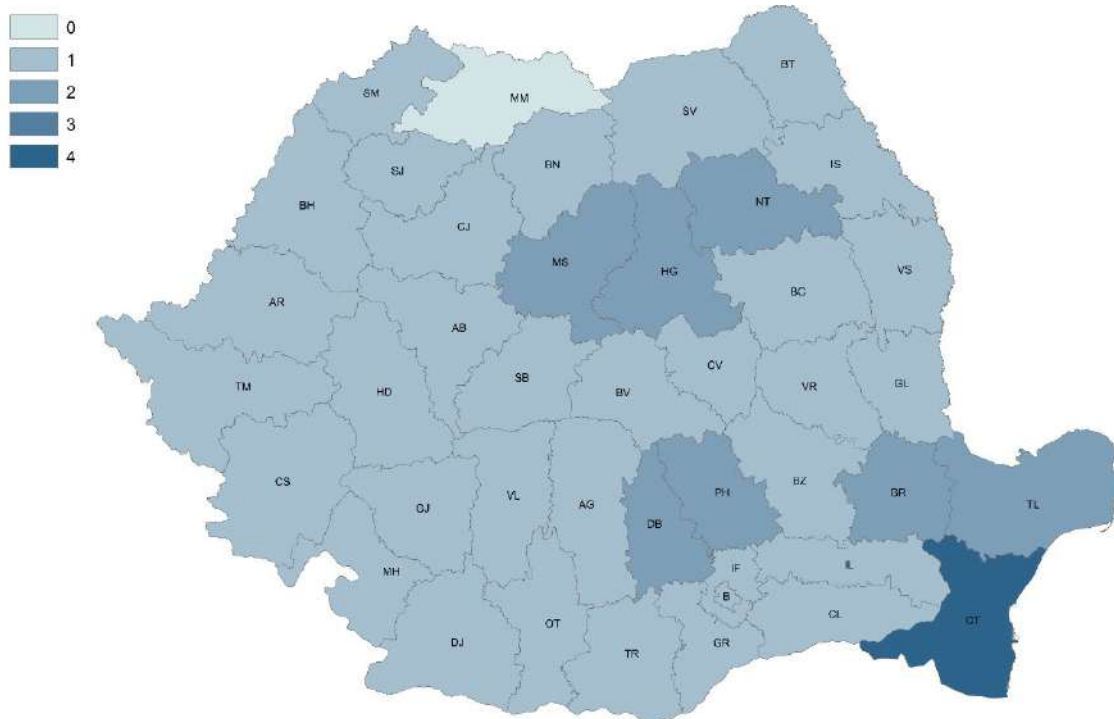 0
1
2
3
4
BT
SM
MM
SV
SJ
BN
IS
BH
CJ
NT
MS
HG
VS
BC
AR
AB
SB
CV
TM
HD
BV
VR
GL
CS
GJ
VL
AG
PH
BZ
BR
TL
DB
MH
IF
IL
B
CL
CT
OT
DJ
TR
GR